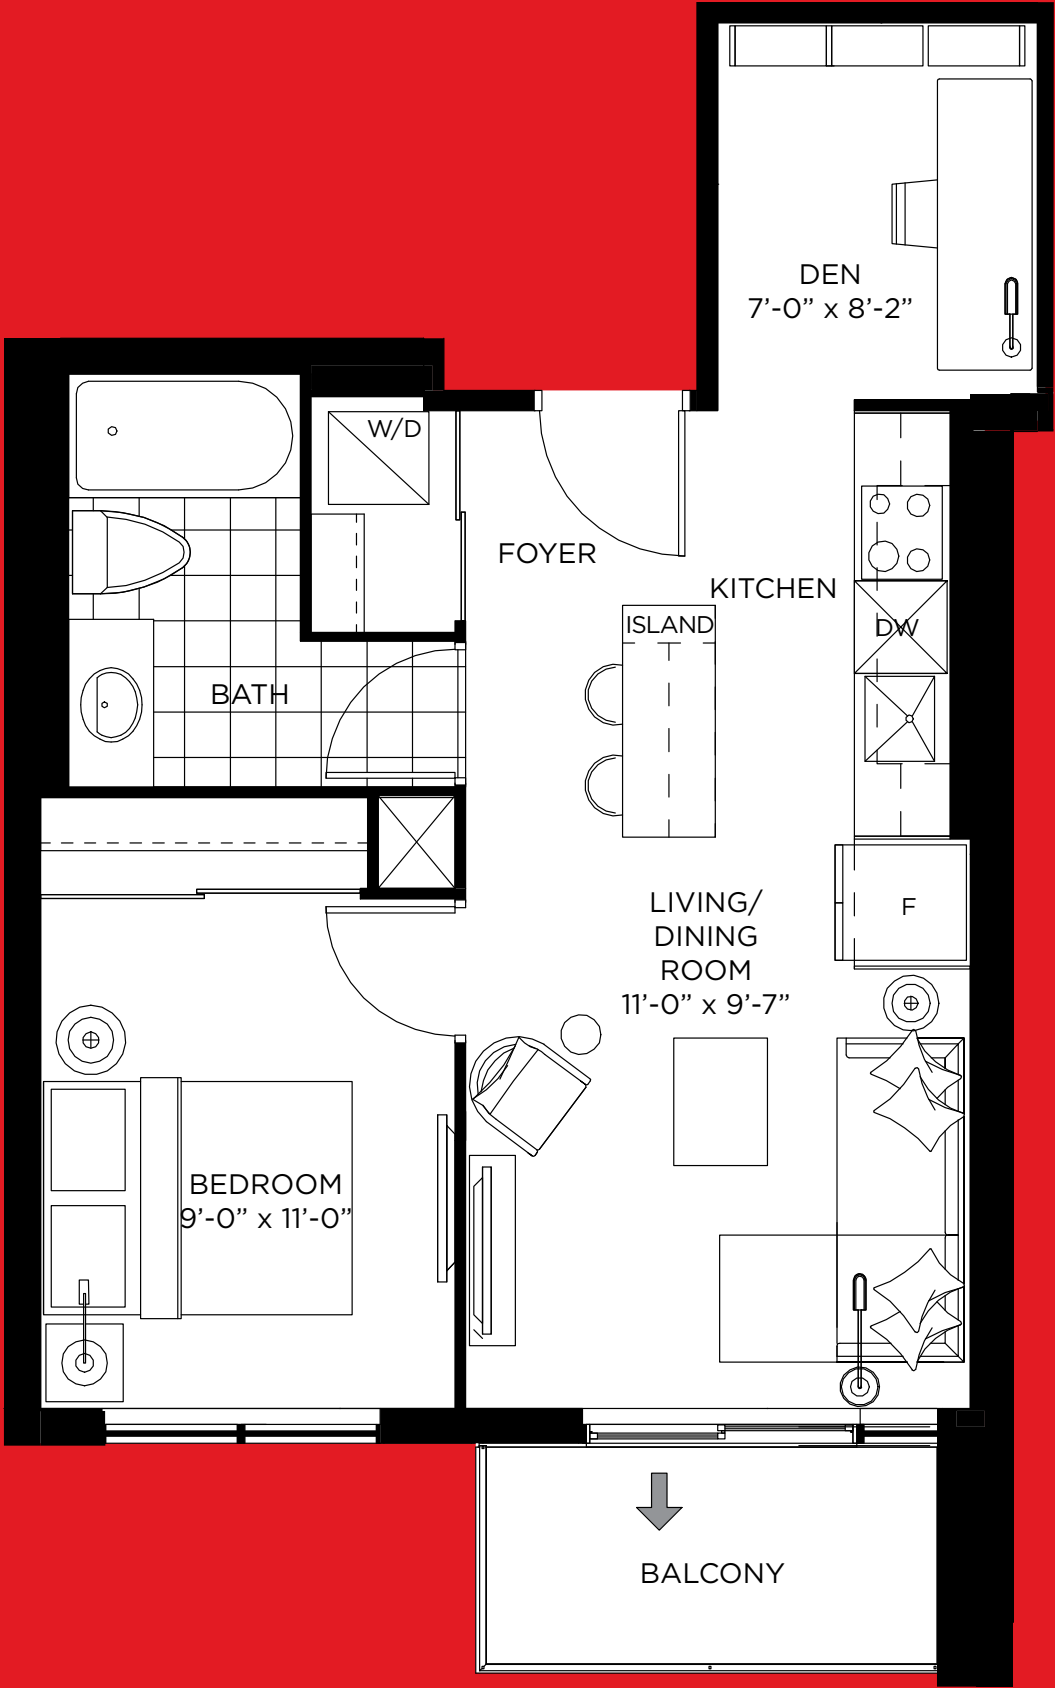 DEN
7’-0” x 8’-2”
W/D
FOYER
KITCHEN
ISLAND
DW
BATH
LIVING/
DINING
ROOM
11’-0” x 9’-7”
F
BEDROOM
9’-0” x 11’-0”
BALCONY